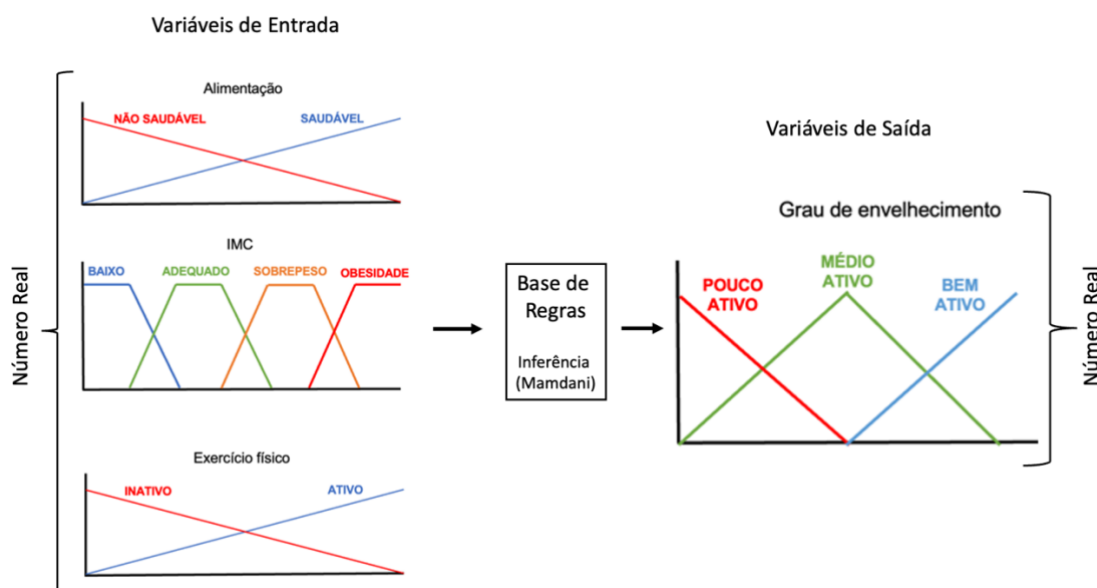 Variáveis de Entrada
Número Real
Alimentação
NÃO SAUDÁVEL
SAUDÁVEL
IMC
BAIXO
ADEQUADO
SOBREPESO
OBESIDADE
Exercício físico
INATIVO
ATIVO
Base de
Regras
Inferência
(Mamdani)
Variáveis de Saída
Grau de envelhecimento
POUCO
ATIVO
MÉDIO
ATIVO
BEM
ATIVO
Número Real